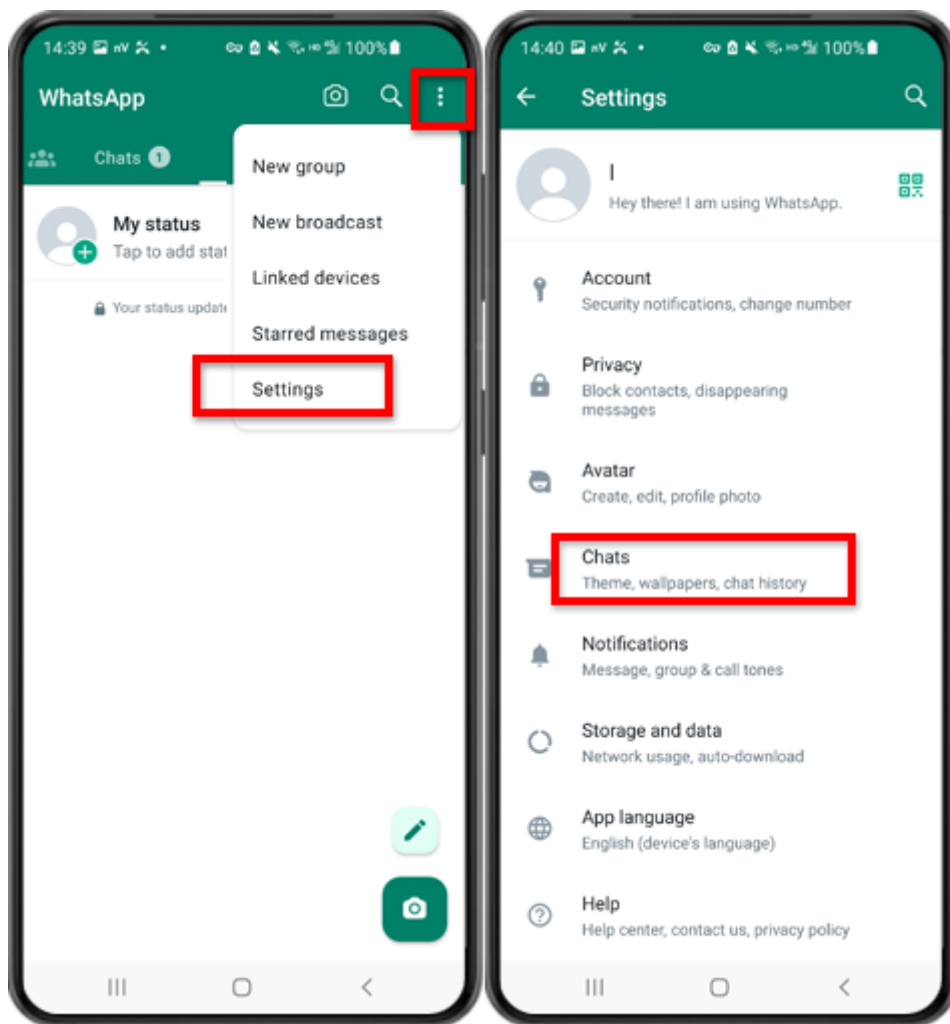 14:39 100%
WhatsApp
Chats 1
New group
New broadcast
Linked devices
Starred messages
Settings
My status
Tap to add stat
Your status update
14:40 100%
Settings
l
Hey there! I am using WhatsApp.
Account
Security notifications, change number
Privacy
Block contacts, disappearing
messages
Avatar
Create, edit, profile photo
Chats
Theme, wallpapers, chat history
Notifications
Message, group & call tones
Storage and data
Network usage, auto-download
App language
English (device's language)
Help
Help center, contact us, privacy policy